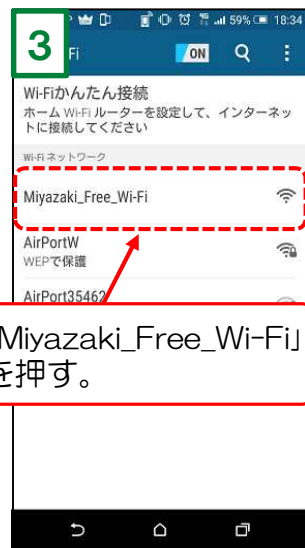 3
Fi
ON
59%
18:34
Wi-Fiかんたん接続
ホーム Wi-Fi ルーターを設定して、インターネッ
トに接続してください
Wi-Fi ネットワーク
Miyazaki_Free_Wi-Fi
AirPortW
WEPで保護
AirPort35462
Miyazaki_Free_Wi-Fi」
を押す。